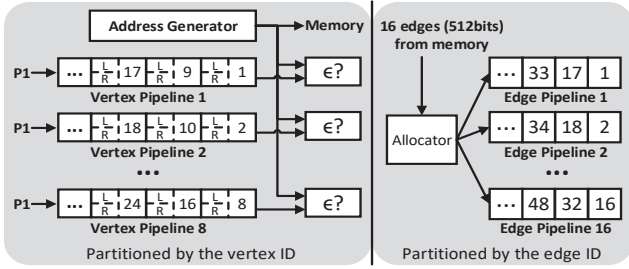 Address Generator
Memory
P1
... L/R 17 L/R 9 L/R 1
ϵ?
Vertex Pipeline 1
P1
... L/R 18 L/R 10 L/R 2
ϵ?
Vertex Pipeline 2
...
P1
... L/R 24 L/R 16 L/R 8
ϵ?
Vertex Pipeline 8
Partitioned by the vertex ID
16 edges (512bits)
from memory
Allocator
... 33 17 1
Edge Pipeline 1
... 34 18 2
Edge Pipeline 2
...
... 48 32 16
Edge Pipeline 16
Partitioned by the edge ID